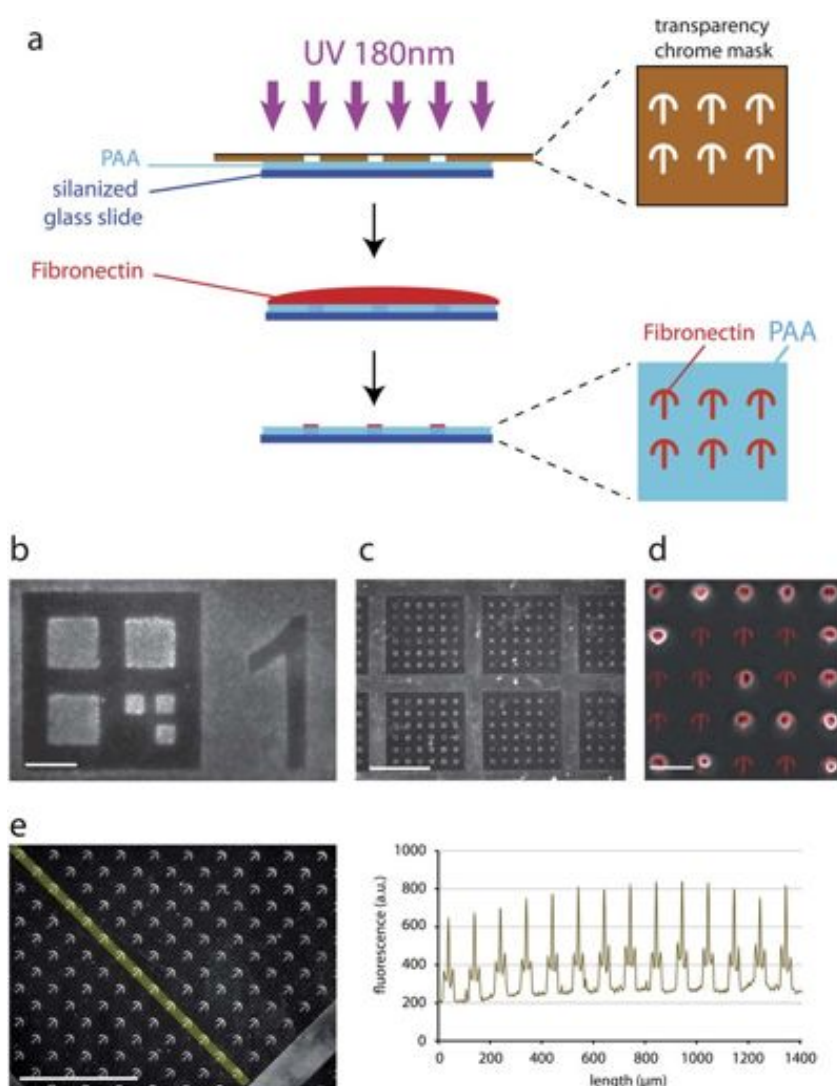 a
UV 180nm
transparency
chrome mask
PAA
silanized
glass slide
Fibronectin
Fibronectin
PAA
b
c
d
1
e
1000
800
600
400
200
0
fluorescence (a.u.)
0 200 400 600 800 1000 1200 1400
length (µm)